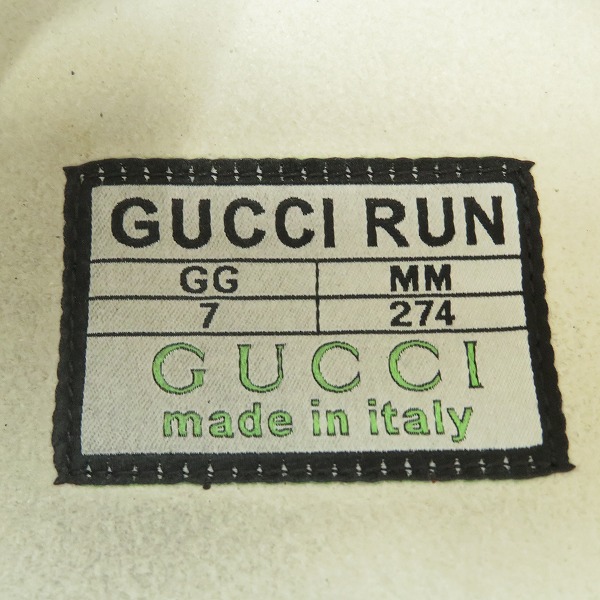 GUCCI RUN
GG MM
7 274
GUCCI
made in italy